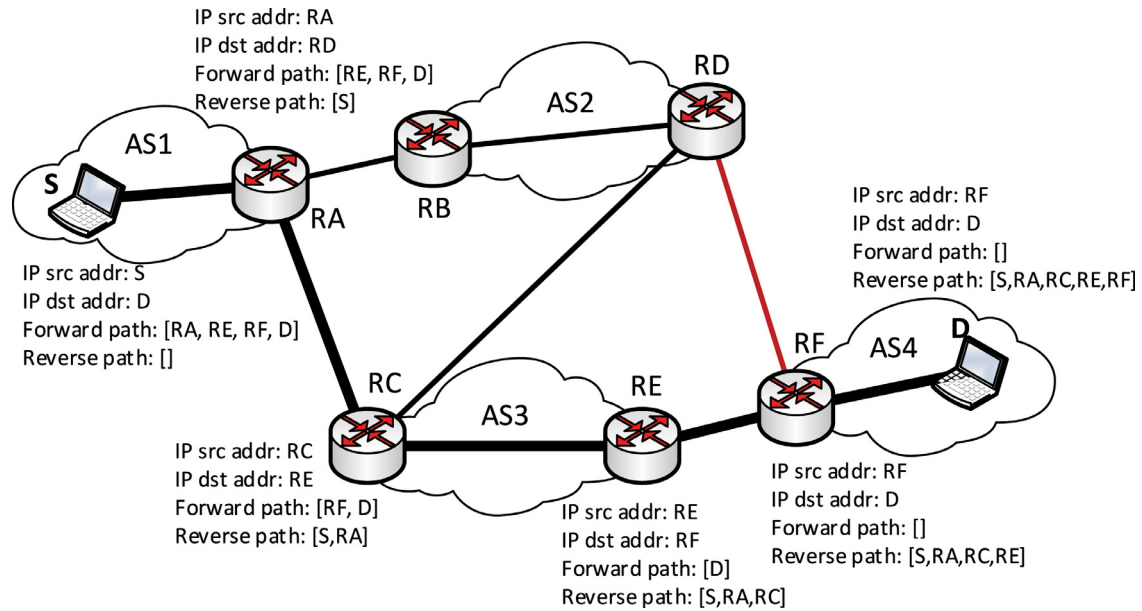 IP src addr: RA
IP dst addr: RD
Forward path: [RE, RF, D]
Reverse path: [S]
RD
AS2
AS1
S
RB
RA
IP src addr: RF
IP dst addr: D
Forward path: []
Reverse path: [S,RA,RC,RE,RF]
IP src addr: S
IP dst addr: D
Forward path: [RA, RE, RF, D]
Reverse path: []
D
RF
AS4
RC
RE
AS3
IP src addr: RC
IP dst addr: RE
Forward path: [RF, D]
Reverse path: [S,RA]
IP src addr: RE
IP dst addr: RF
Forward path: [D]
Reverse path: [S,RA,RC]
IP src addr: RF
IP dst addr: D
Forward path: []
Reverse path: [S,RA,RC,RE]